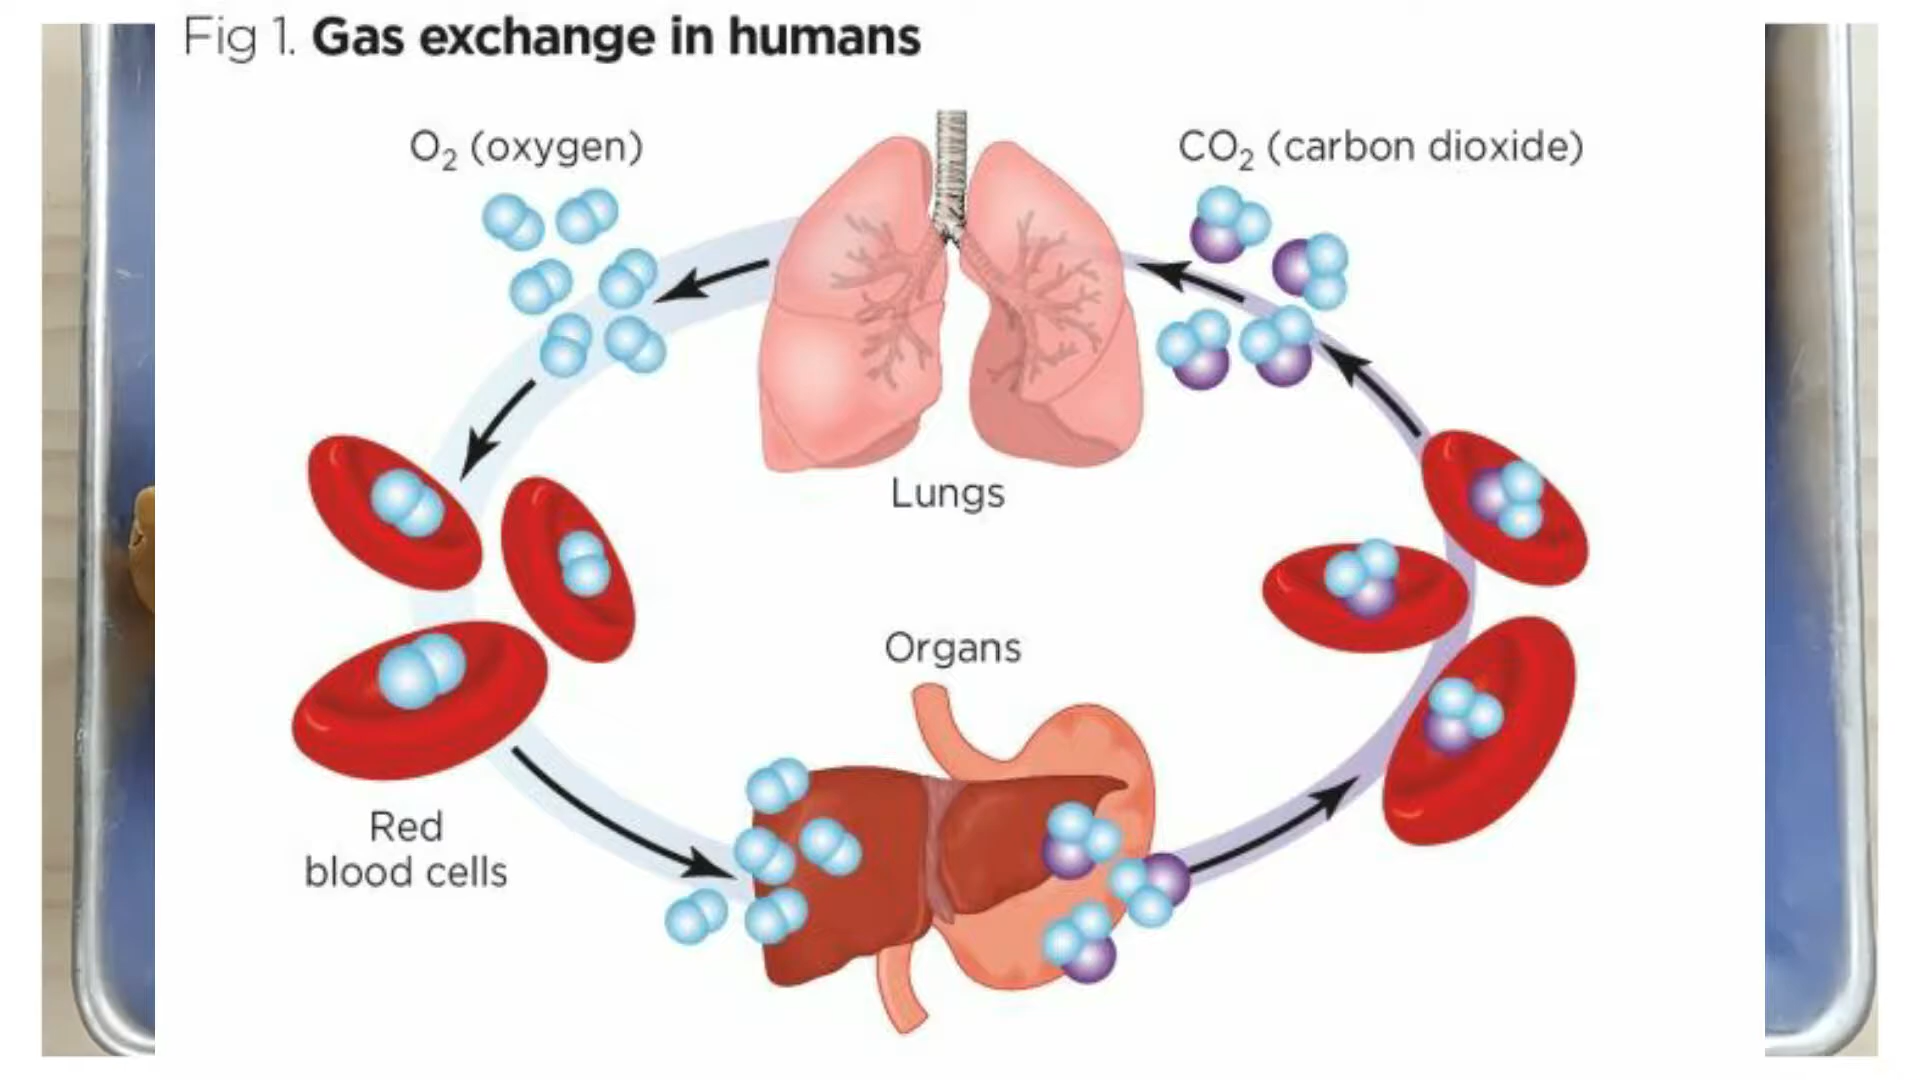 Fig 1. Gas exchange in humans
O₂ (oxygen)
CO₂ (carbon dioxide)
Lungs
Organs
Red
blood cells